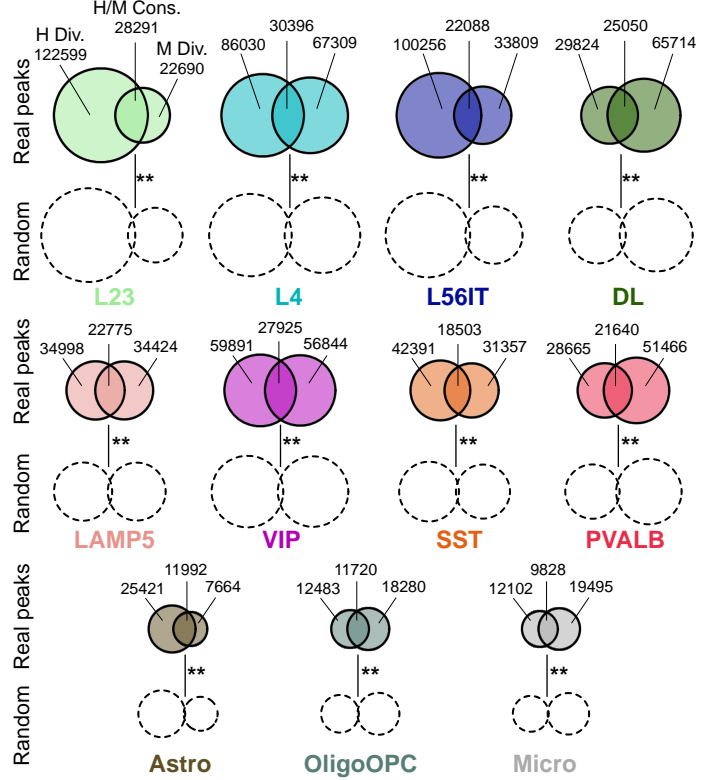 H/M Cons.
H Div. 28291 M Div.
122599 22690
30396
86030 67309
22088
100256 33809
25050
29824 65714
Real peaks
** ** ** **
Random
L23 L4 L56IT DL
22775
34998 34424
27925
59891 56844
18503
42391 31357
21640
28665 51466
Real peaks
** ** ** **
Random
LAMP5 VIP SST PVALB
11992
25421 7664
11720
12483 18280
9828
12102 19495
Real peaks
** ** **
Random
Astro OligoOPC Micro